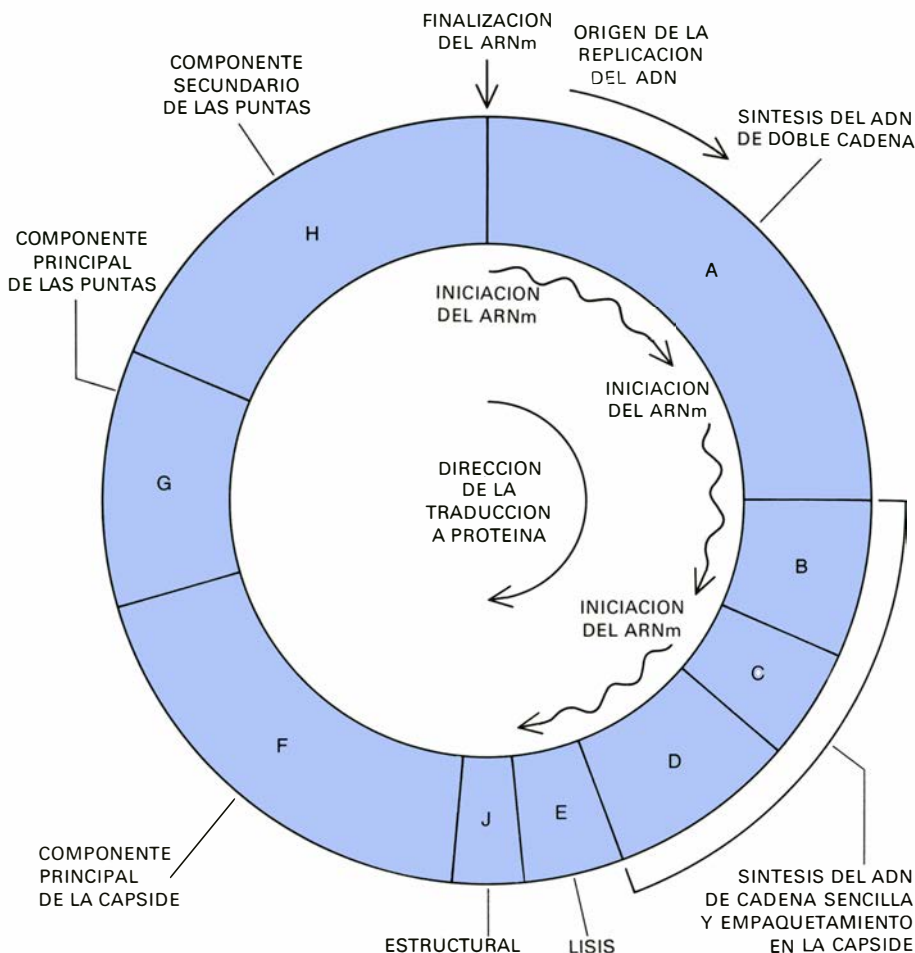 FINALIZACION
DEL ARNm
ORIGEN DE LA
REPLICACION
DEL ADN
COMPONENTE
SECUNDARIO
DE LAS PUNTAS
SINTESIS DEL ADN
DE DOBLE CADENA
COMPONENTE
PRINCIPAL
DE LAS PUNTAS
H
A
INICIACION
DEL ARNm
INICIACION
DEL ARNm
DIRECCION
DE LA
TRADUCCION
A PROTEINA
G
B
INICIACION
DEL ARNm
C
D
F
J
E
COMPONENTE
PRINCIPAL
DE LA CAPSIDE
ESTRUCTURAL
LISIS
SINTESIS DEL ADN
DE CADENA SENCILLA
Y EMPAQUETAMIENTO
EN LA CAPSIDE